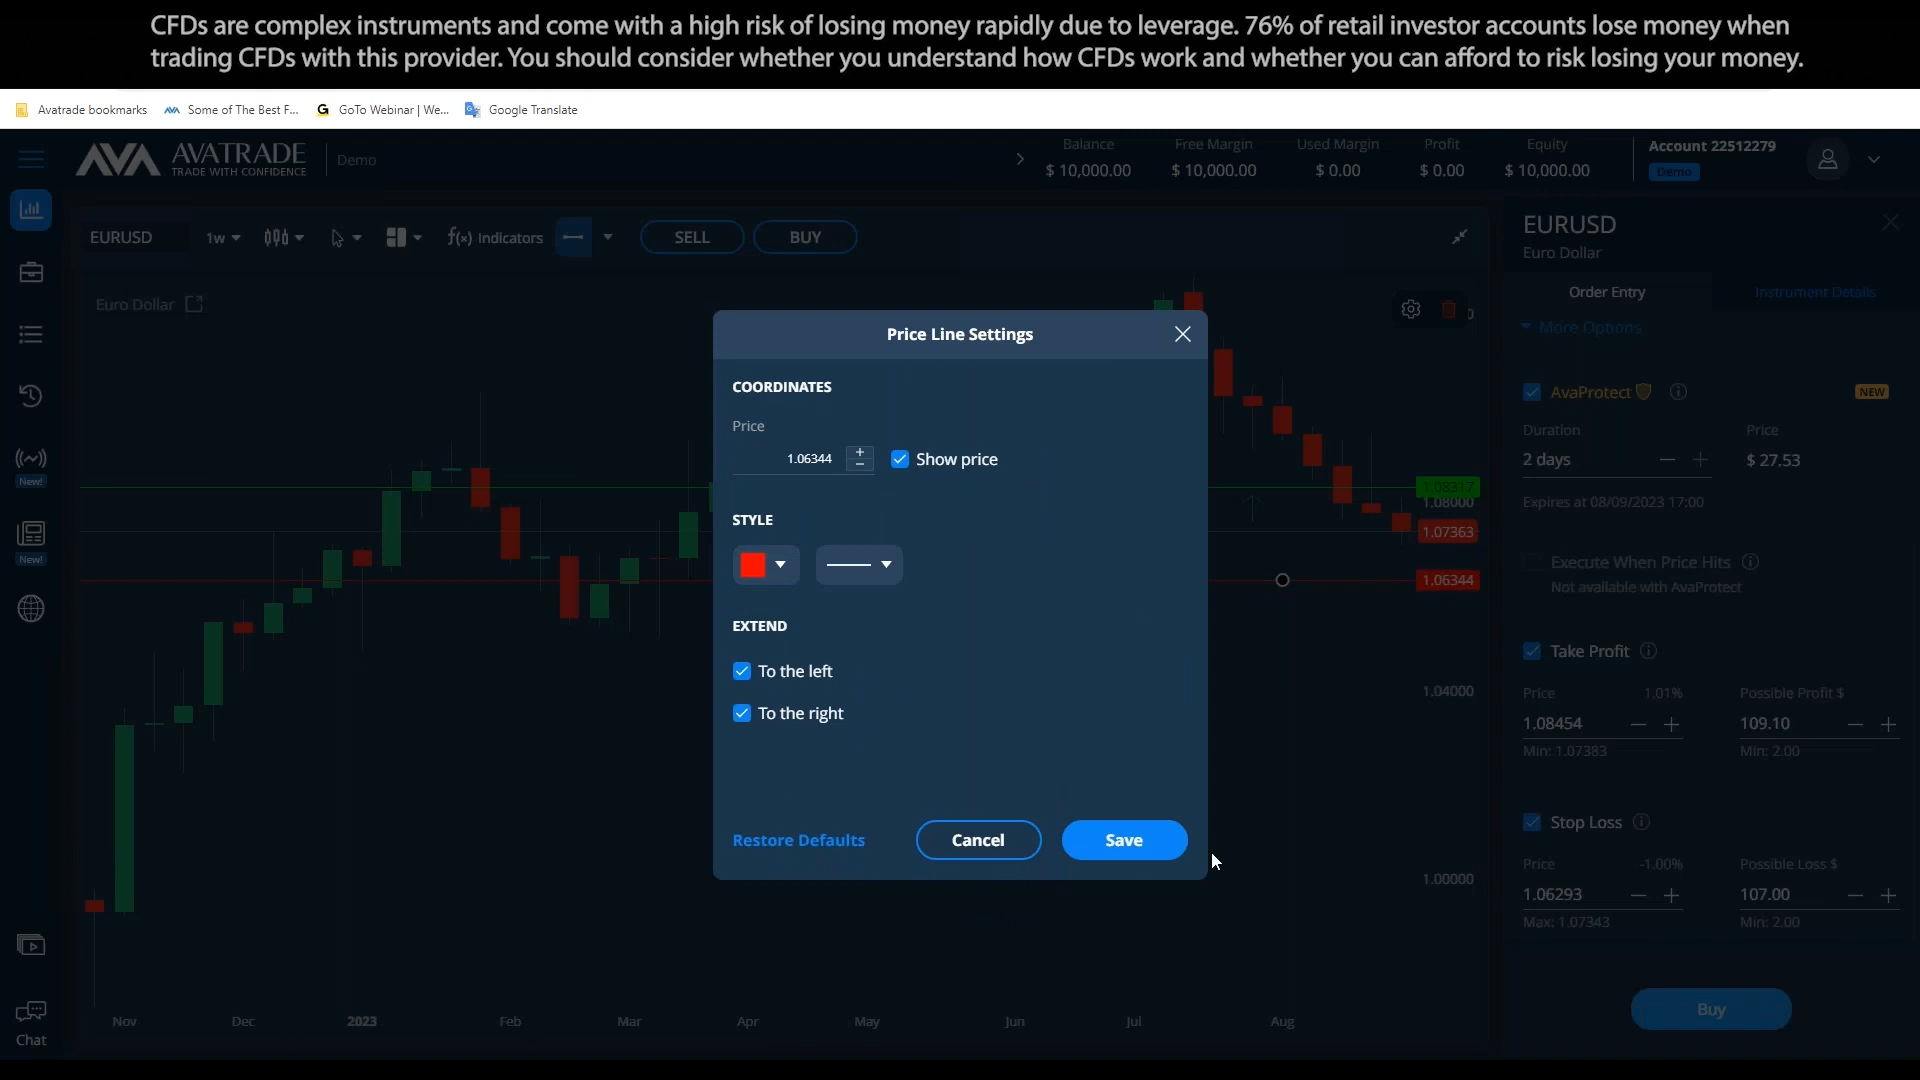 CFDs are complex instruments and come with a high risk of losing money rapidly due to leverage. 76% of retail investor accounts lose money when
trading CFDs with this provider. You should consider whether you understand how CFDs work and whether you can afford to risk losing your money.
Avatrade bookmarks Some of The Best F... GoTo Webinar | We... Google Translate
AVATRADE
TRADE WITH CONFIDENCE
Demo
Balance Free Margin Used Margin Profit Equity
$ 10,000.00 $ 10,000.00 $ 0.00 $ 0.00 $ 10,000.00
Account 22512279
Demo
EURUSD 1w f(x) Indicators SELL BUY
Euro Dollar
Price Line Settings
COORDINATES
Price
1.06344 Show price
STYLE
EXTEND
To the left
To the right
Restore Defaults Cancel Save
1.08317
1.08000
1.07363
1.06344
1.04000
1.00000
Nov Dec 2023 Feb Mar Apr May Jun Jul Aug
New!
New!
Chat
EURUSD
Euro Dollar
Order Entry Instrument Details
More Options
AvaProtect NEW
Duration Price
2 days $ 27.53
Expires at 08/09/2023 17:00
Execute When Price Hits
Not available with AvaProtect
Take Profit
Price 1.01% Possible Profit $
1.08454 109.10
Min: 1.07383 Min: 2.00
Stop Loss
Price -1.00% Possible Loss $
1.06293 107.00
Max: 1.07343 Min: 2.00
Buy